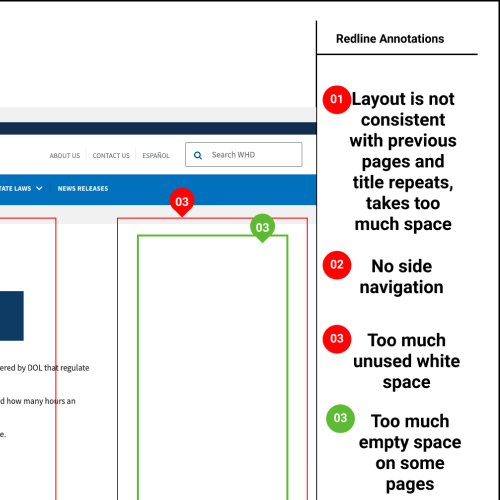 Redline Annotations
01 Layout is not
consistent
with previous
pages and
title repeats,
takes too
much space
02 No side
navigation
03 Too much
unused white
space
03 Too much
empty space
on some
pages
ABOUT US CONTACT US ESPAÑOL Search WHD
TATE LAWS NEWS RELEASES
03
03
ered by DOL that regulate
d how many hours an
e.